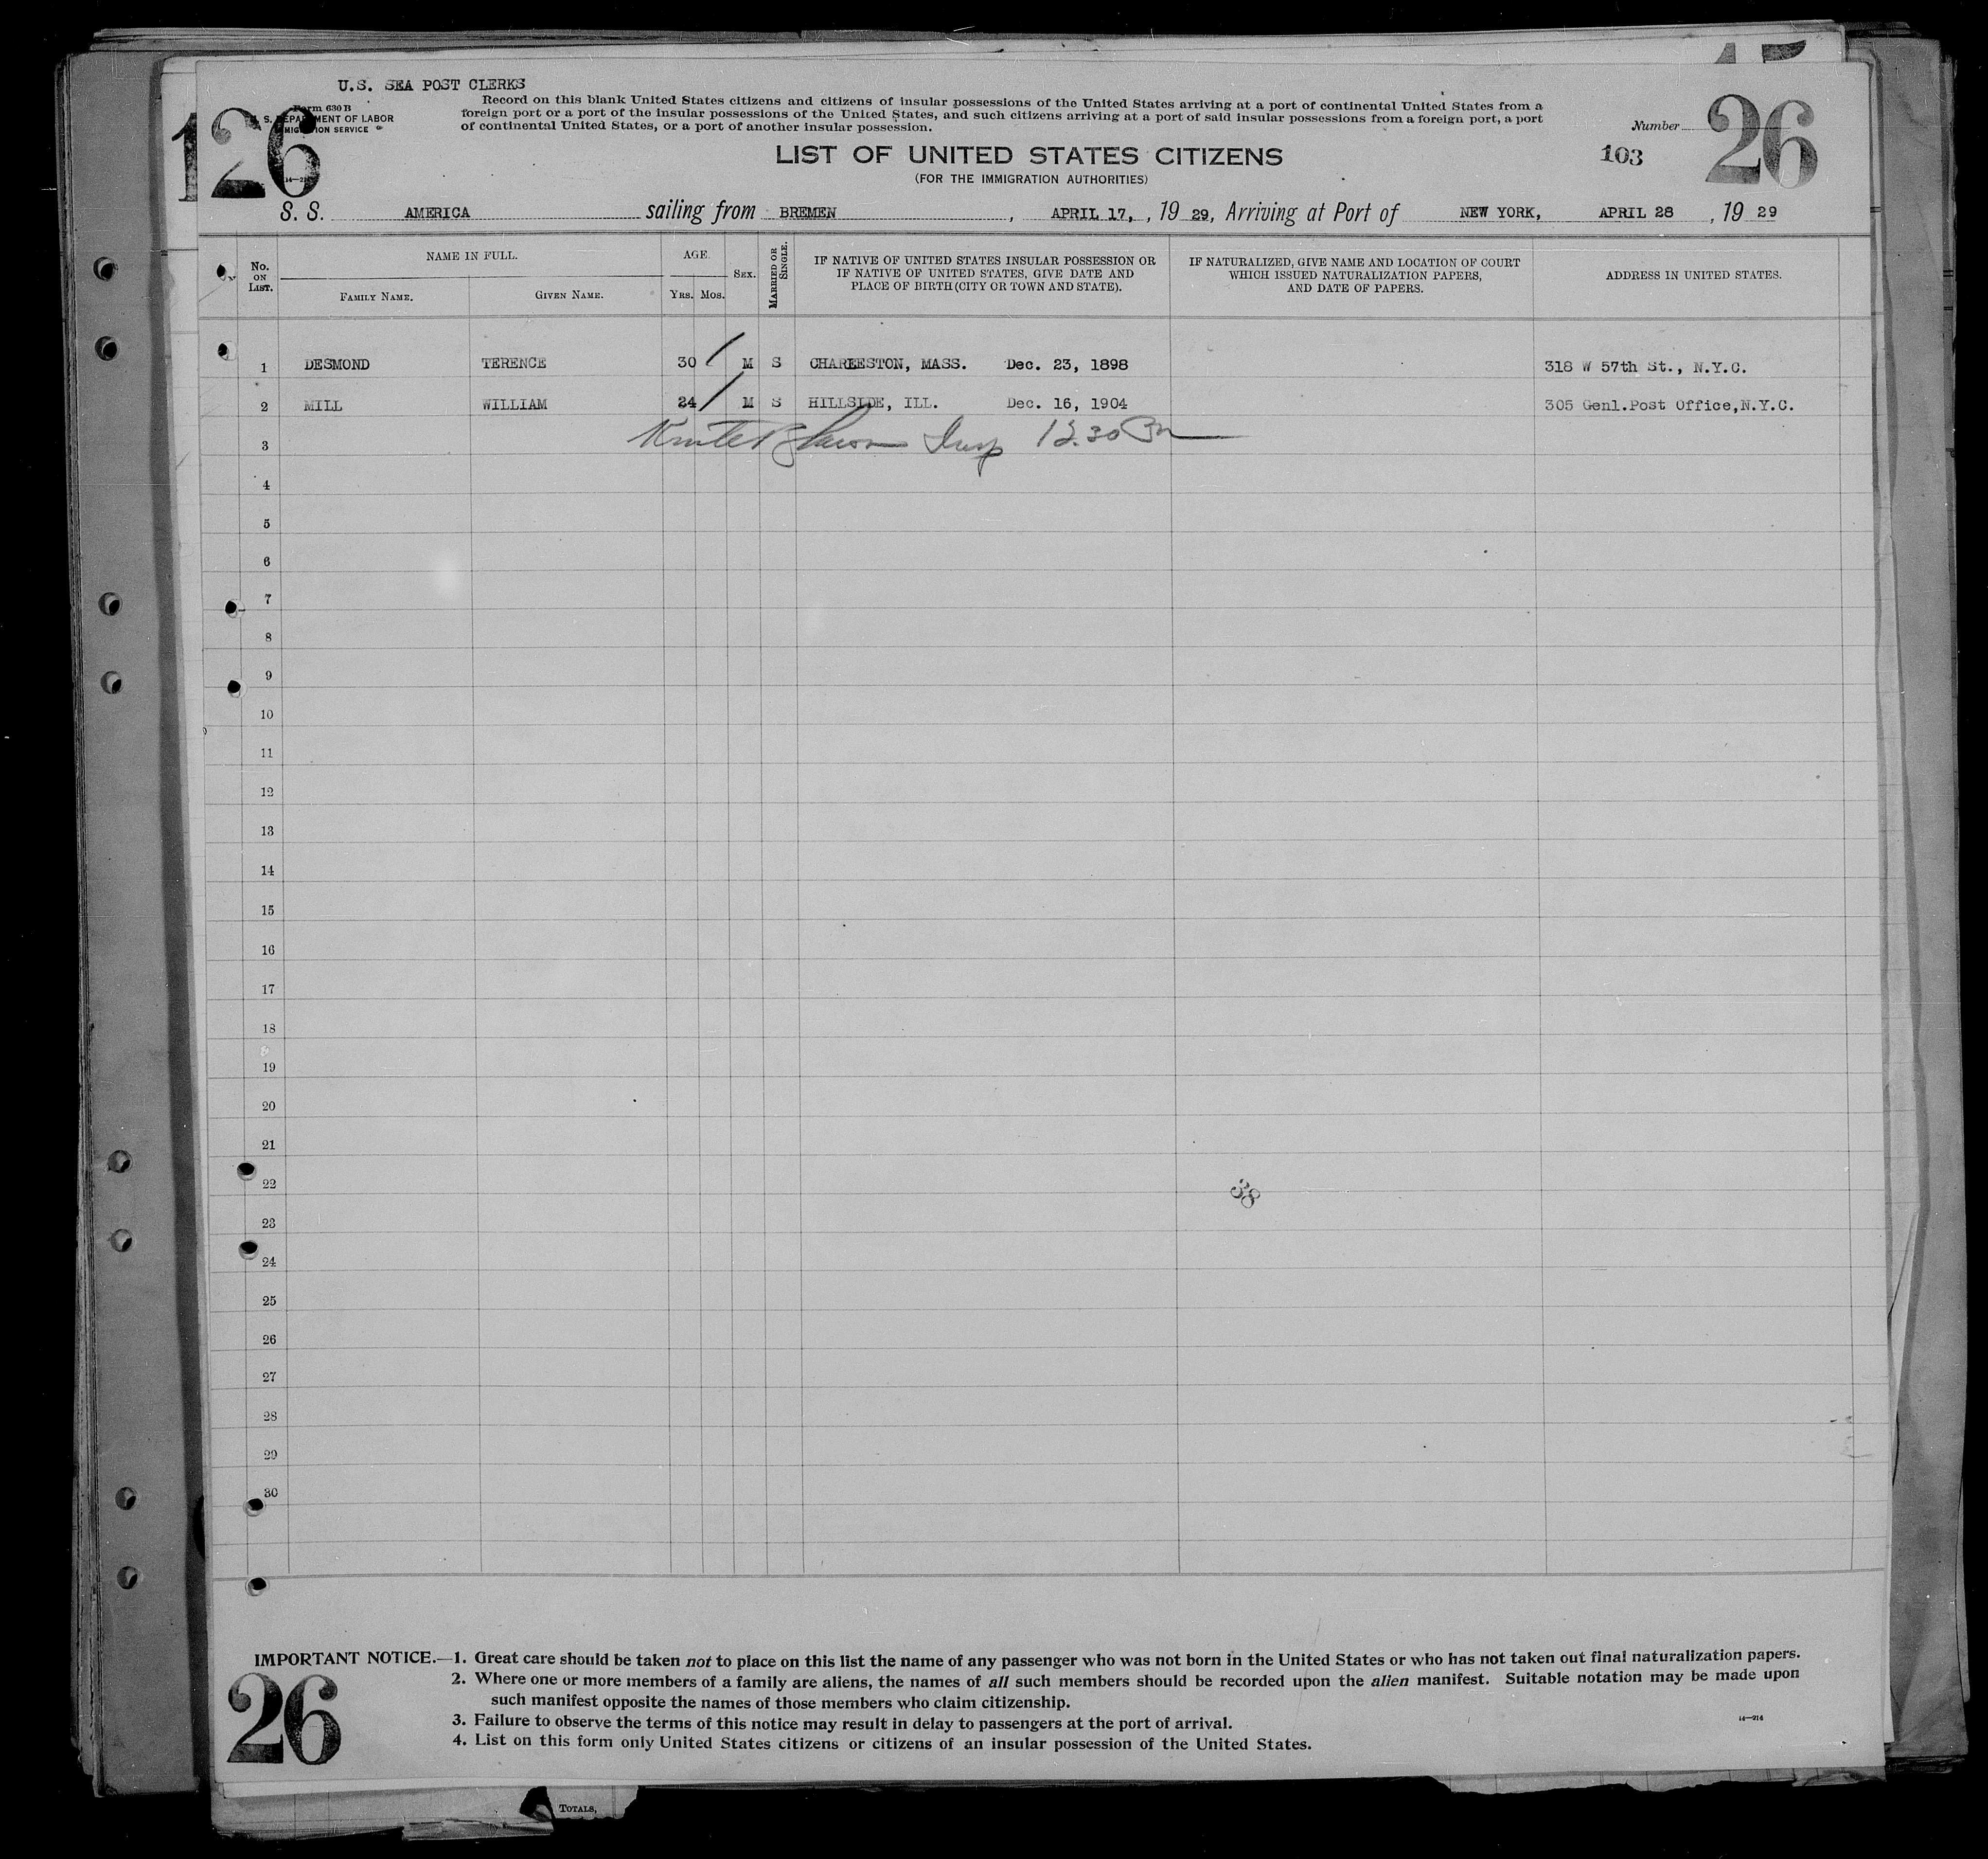 U.S. SEA POST CLERKS
Form 630 B
U. S. DEPARTMENT OF LABOR
IMMIGRATION SERVICE
Record on this blank United States citizens and citizens of insular possessions of the United States arriving at a port of continental United States from a
foreign port or a port of the insular possessions of the United States, and such citizens arriving at a port of said insular possessions from a foreign port, a port
of continental United States, or a port of another insular possession.
126
Number
26
103
LIST OF UNITED STATES CITIZENS
(FOR THE IMMIGRATION AUTHORITIES)
S. S. AMERICA sailing from BREMEN, APRIL 17, , 19 29, Arriving at Port of NEW YORK, APRIL 28, 19 29
No. ON LIST.
NAME IN FULL.
FAMILY NAME. GIVEN NAME.
AGE.
YRS. MOS.
SEX.
MARRIED OR SINGLE.
IF NATIVE OF UNITED STATES INSULAR POSSESSION OR
IF NATIVE OF UNITED STATES, GIVE DATE AND
PLACE OF BIRTH (CITY OR TOWN AND STATE).
IF NATURALIZED, GIVE NAME AND LOCATION OF COURT
WHICH ISSUED NATURALIZATION PAPERS,
AND DATE OF PAPERS.
ADDRESS IN UNITED STATES.
1 DESMOND TERENCE 30 M S CHARLESTON, MASS. Dec. 23, 1898 318 W 57th St., N.Y.C.
2 MILL WILLIAM 24 M S HILLSIDE, ILL. Dec. 16, 1904 305 Genl.Post Office,N.Y.C.
3 Insp
4
5
6
7
8
9
10
11
12
13
14
15
16
17
18
19
20
21
22
38
23
24
25
26
27
28
29
30
IMPORTANT NOTICE.—1. Great care should be taken not to place on this list the name of any passenger who was not born in the United States or who has not taken out final naturalization papers.
2. Where one or more members of a family are aliens, the names of all such members should be recorded upon the alien manifest. Suitable notation may be made upon
such manifest opposite the names of those members who claim citizenship.
3. Failure to observe the terms of this notice may result in delay to passengers at the port of arrival.
14—214
4. List on this form only United States citizens or citizens of an insular possession of the United States.
26
TOTALS,